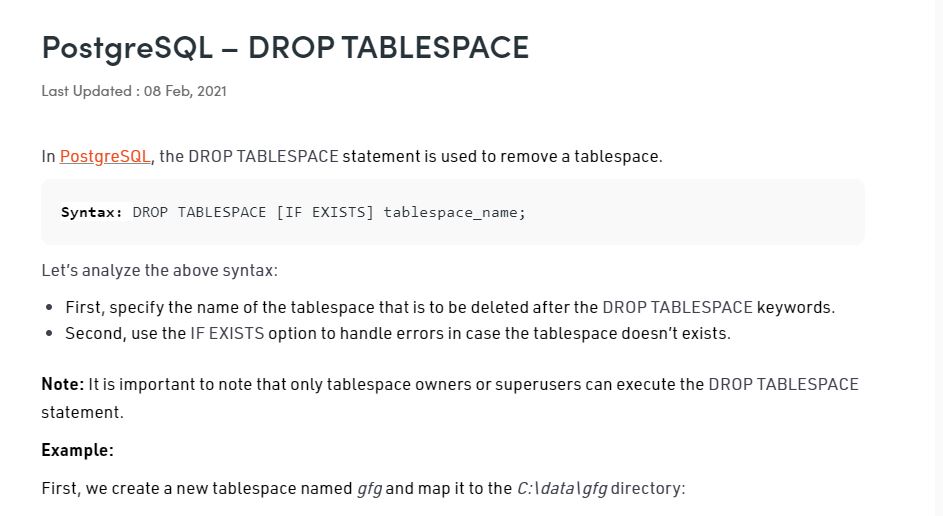 PostgreSQL – DROP TABLESPACE
Last Updated : 08 Feb, 2021
In PostgreSQL, the DROP TABLESPACE statement is used to remove a tablespace.
Syntax: DROP TABLESPACE [IF EXISTS] tablespace_name;
Let’s analyze the above syntax:
• First, specify the name of the tablespace that is to be deleted after the DROP TABLESPACE keywords.
• Second, use the IF EXISTS option to handle errors in case the tablespace doesn’t exists.
Note: It is important to note that only tablespace owners or superusers can execute the DROP TABLESPACE
statement.
Example:
First, we create a new tablespace named gfg and map it to the C:\data\gfg directory: